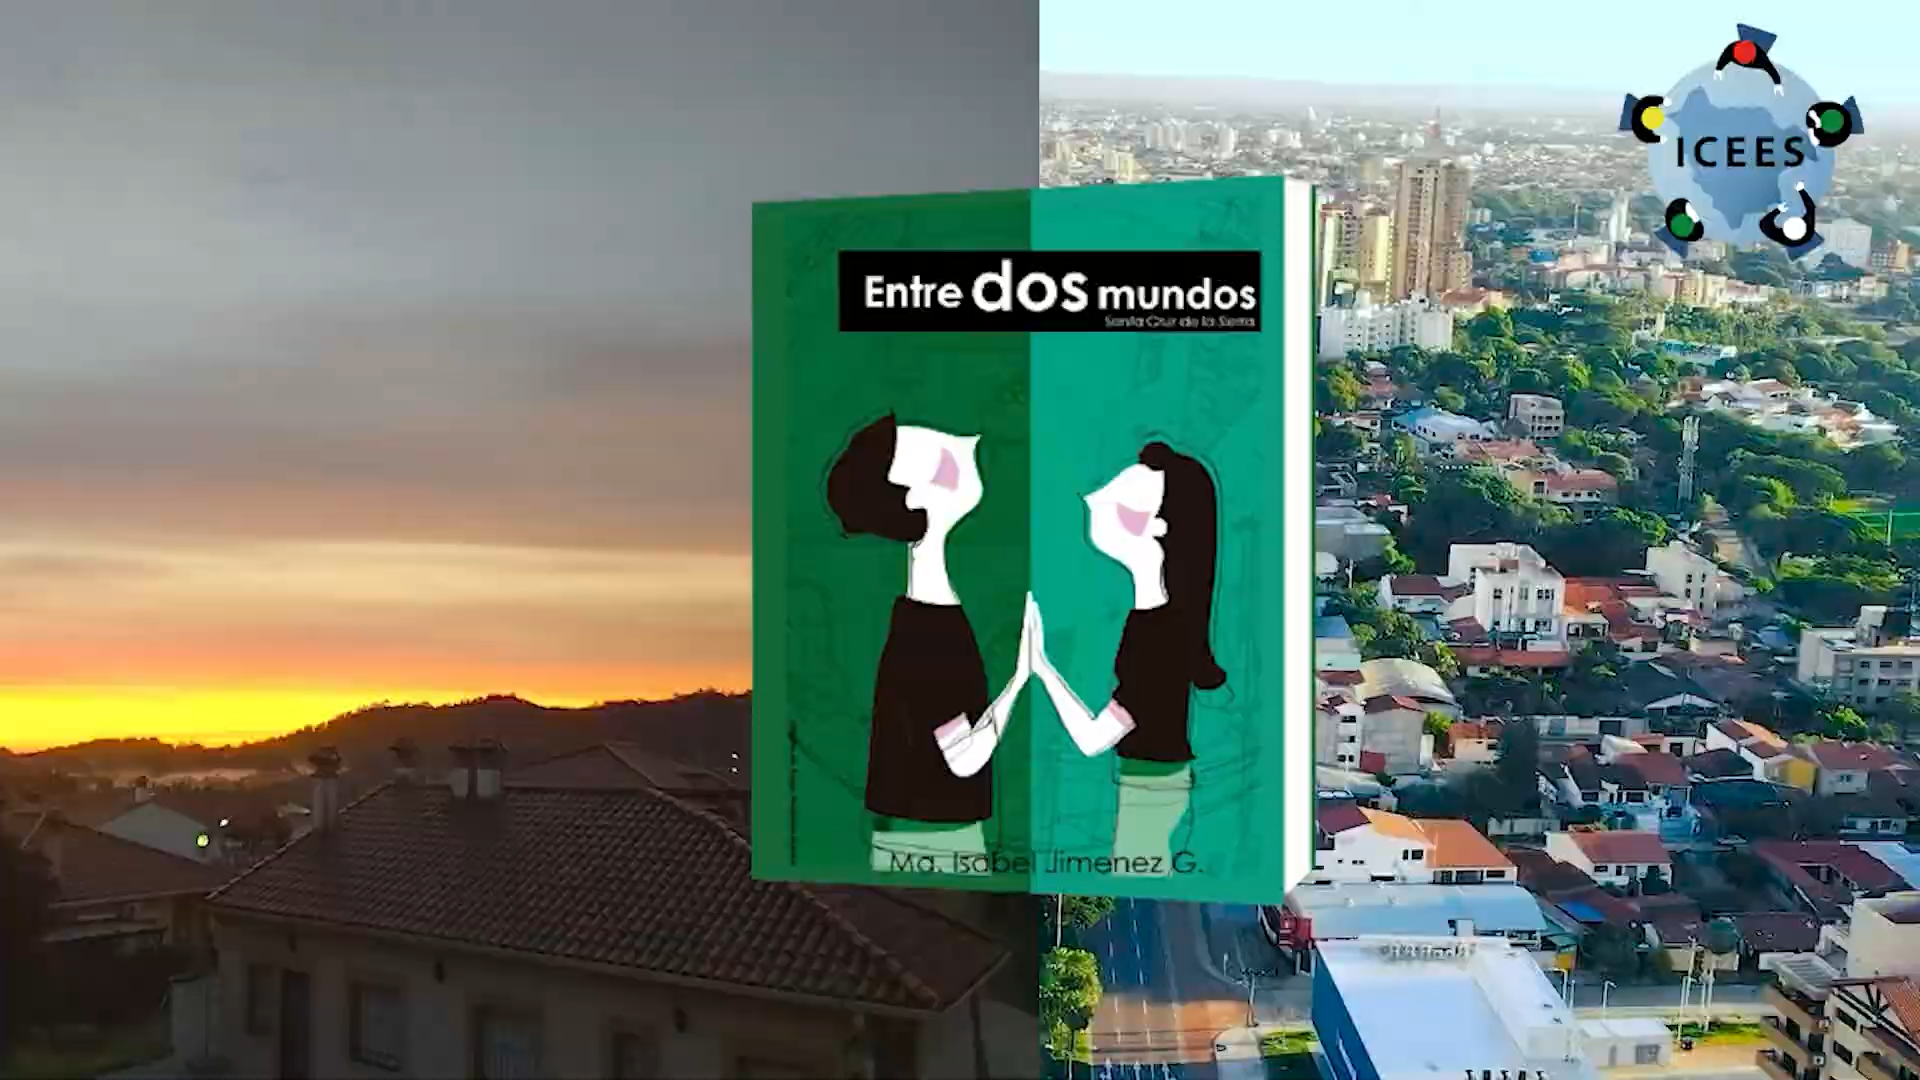 ICEES
Entre dos mundos
Santa Cruz de la Sierra
Ma. Isabel Jimenez G.